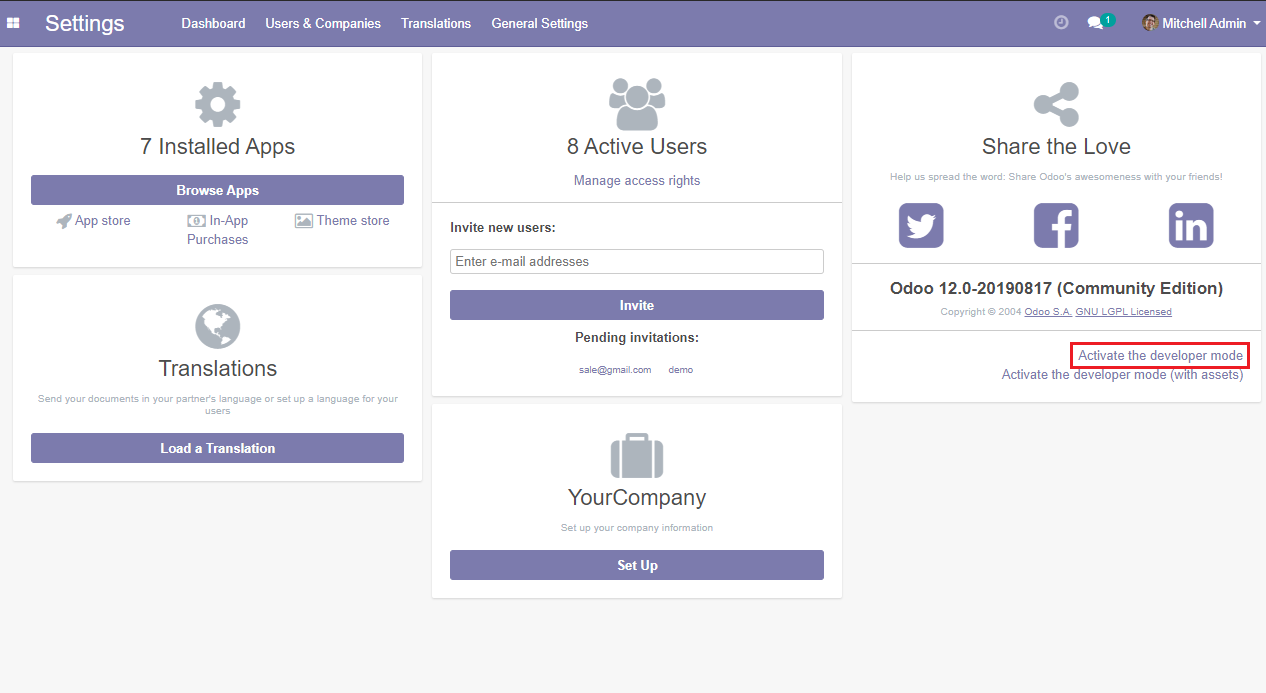 Settings
Dashboard
Users & Companies
Translations
General Settings
1
Mitchell Admin
7 Installed Apps
Browse Apps
App store
In-App
Purchases
Theme store
Translations
Send your documents in your partner's language or set up a language for your
users
Load a Translation
8 Active Users
Manage access rights
Invite new users:
Enter e-mail addresses
Invite
Pending invitations:
sale@gmail.com
demo
YourCompany
Set up your company information
Set Up
Share the Love
Help us spread the word: Share Odoo's awesomeness with your friends!
Odoo 12.0-20190817 (Community Edition)
Copyright © 2004 Odoo S.A. GNU LGPL Licensed
Activate the developer mode
Activate the developer mode (with assets)